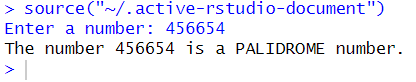 > source("~/.active-rstudio-document")
Enter a number: 456654
The number 456654 is a PALIDROME number.
>